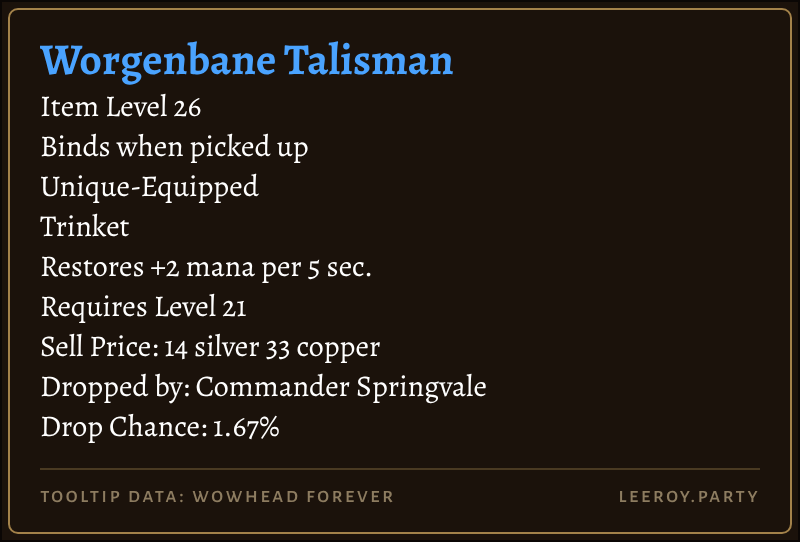 Worgenbane Talisman
Item Level 26
Binds when picked up
Unique-Equipped
Trinket
Restores +2 mana per 5 sec.
Requires Level 21
Sell Price: 14 silver 33 copper
Dropped by: Commander Springvale
Drop Chance: 1.67%
TOOLTIP DATA: WOWHEAD FOREVER
LEEROY.PARTY